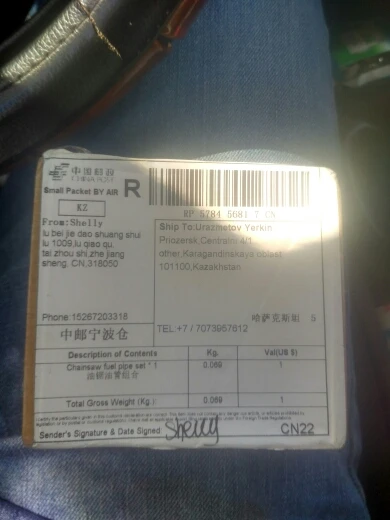 中国邮政
CHINA POST
Small Packet BY AIR R
KZ
RP 5784 5681 7 CN
From:Shelly
lu bei jie dao shuang shui
lu 1009,lu qiao qu,
tai zhou shi,zhe jiang
sheng, CN,318050
Phone:15267203316
中邮宁波仓
Ship To:Urazmetov Yerkin
Priozersk,Centralni
other,Karagandinskaya oblast
101100,Kazakhstan
哈萨克斯坦 5
TEL:+7 / 7073957612
Description of Contents Kg. Val(US $)
Chainsaw fuel pipe set * 1 0.069 1
油锯油管组合
Total Gross Weight (Kg.) 0.069 1
Sender's Signature & Date Signed: Shelly CN22